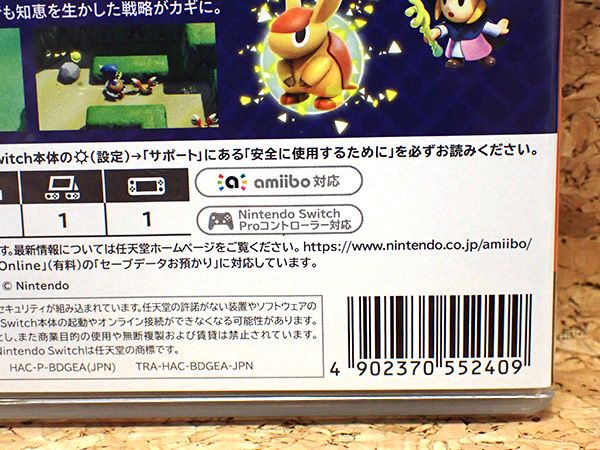 も知恵を生かした戦略がカギに。
witch本体の(設定)→「サポート」にある「安全に使用するために」を必ずお読みください。
amiibo 対応
1 1
Nintendo Switch
Proコントローラー対応
す。最新情報については任天堂ホームページをご覧ください。https://www.nintendo.co.jp/amiibo/
Online」(有料)の「セーブデータお預かり」に対応しています。
© Nintendo
セキュリティが組み込まれています。任天堂の許諾がない装置やソフトウェアの
Switch本体の起動やオンライン接続ができなくなる可能性があります。
とし、また商業目的の使用や無断複製および賃貸は禁止されています。
Nintendo Switchは任天堂の商標です。
HAC-P-BDGEA(JPN) TRA-HAC-BDGEA-JPN
4 902370 552409